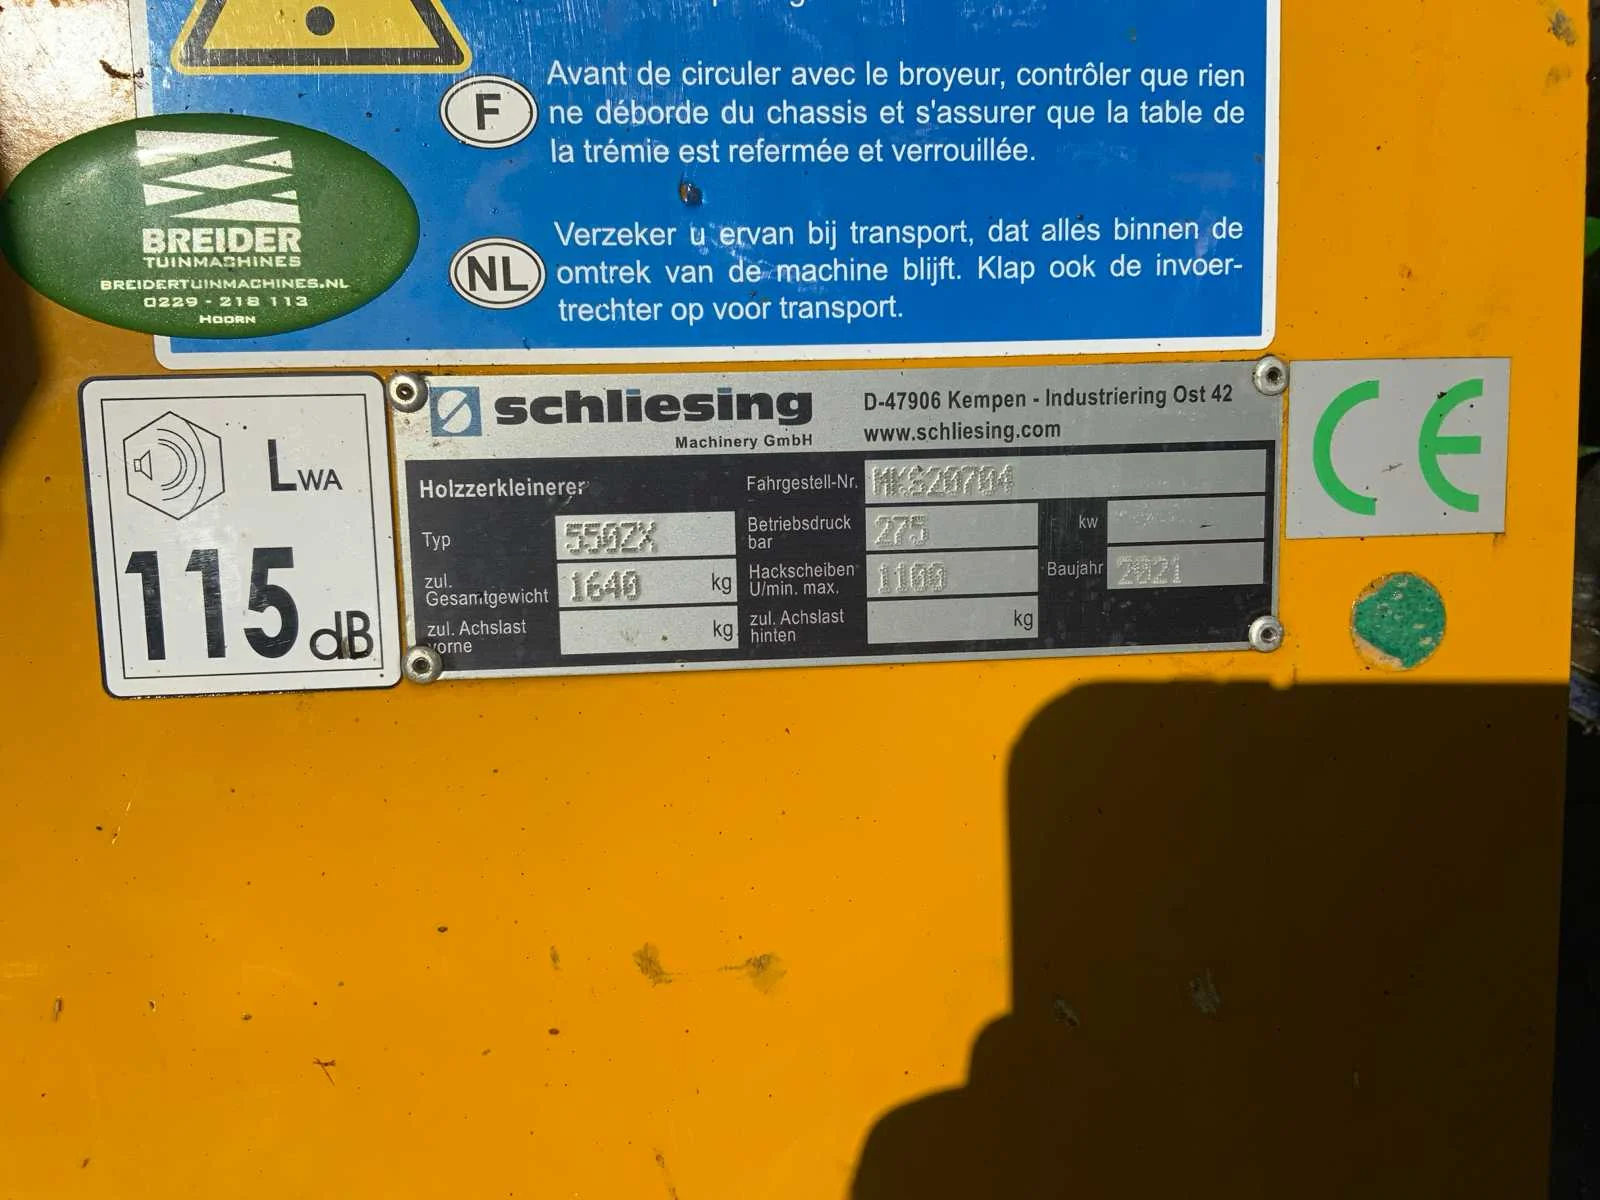 F
Avant de circuler avec le broyeur, contrôler que rien
ne déborde du chassis et s'assurer que la table de
la trémie est refermée et verrouillée.
NL
Verzeker u ervan bij transport, dat alles binnen de
omtrek van de machine blijft. Klap ook de invoer-
trechter op voor transport.
BREIDER
TUINMACHINES
BREIDERTUINMACHINES.NL
0229 - 218 113
HOORN
LWA
115 dB
schliesing
Machinery GmbH
D-47906 Kempen - Industriering Ost 42
www.schliesing.com
Holzzerkleinerer
Fahrgestell-Nr. MKS20704
Typ 550ZX
Betriebsdruck
bar 275
kw
zul.
Gesamtgewicht 1640 kg
Hackscheiben
U/min. max. 1100
Baujahr 2021
zul. Achslast
vorne kg
zul. Achslast
hinten kg
CE